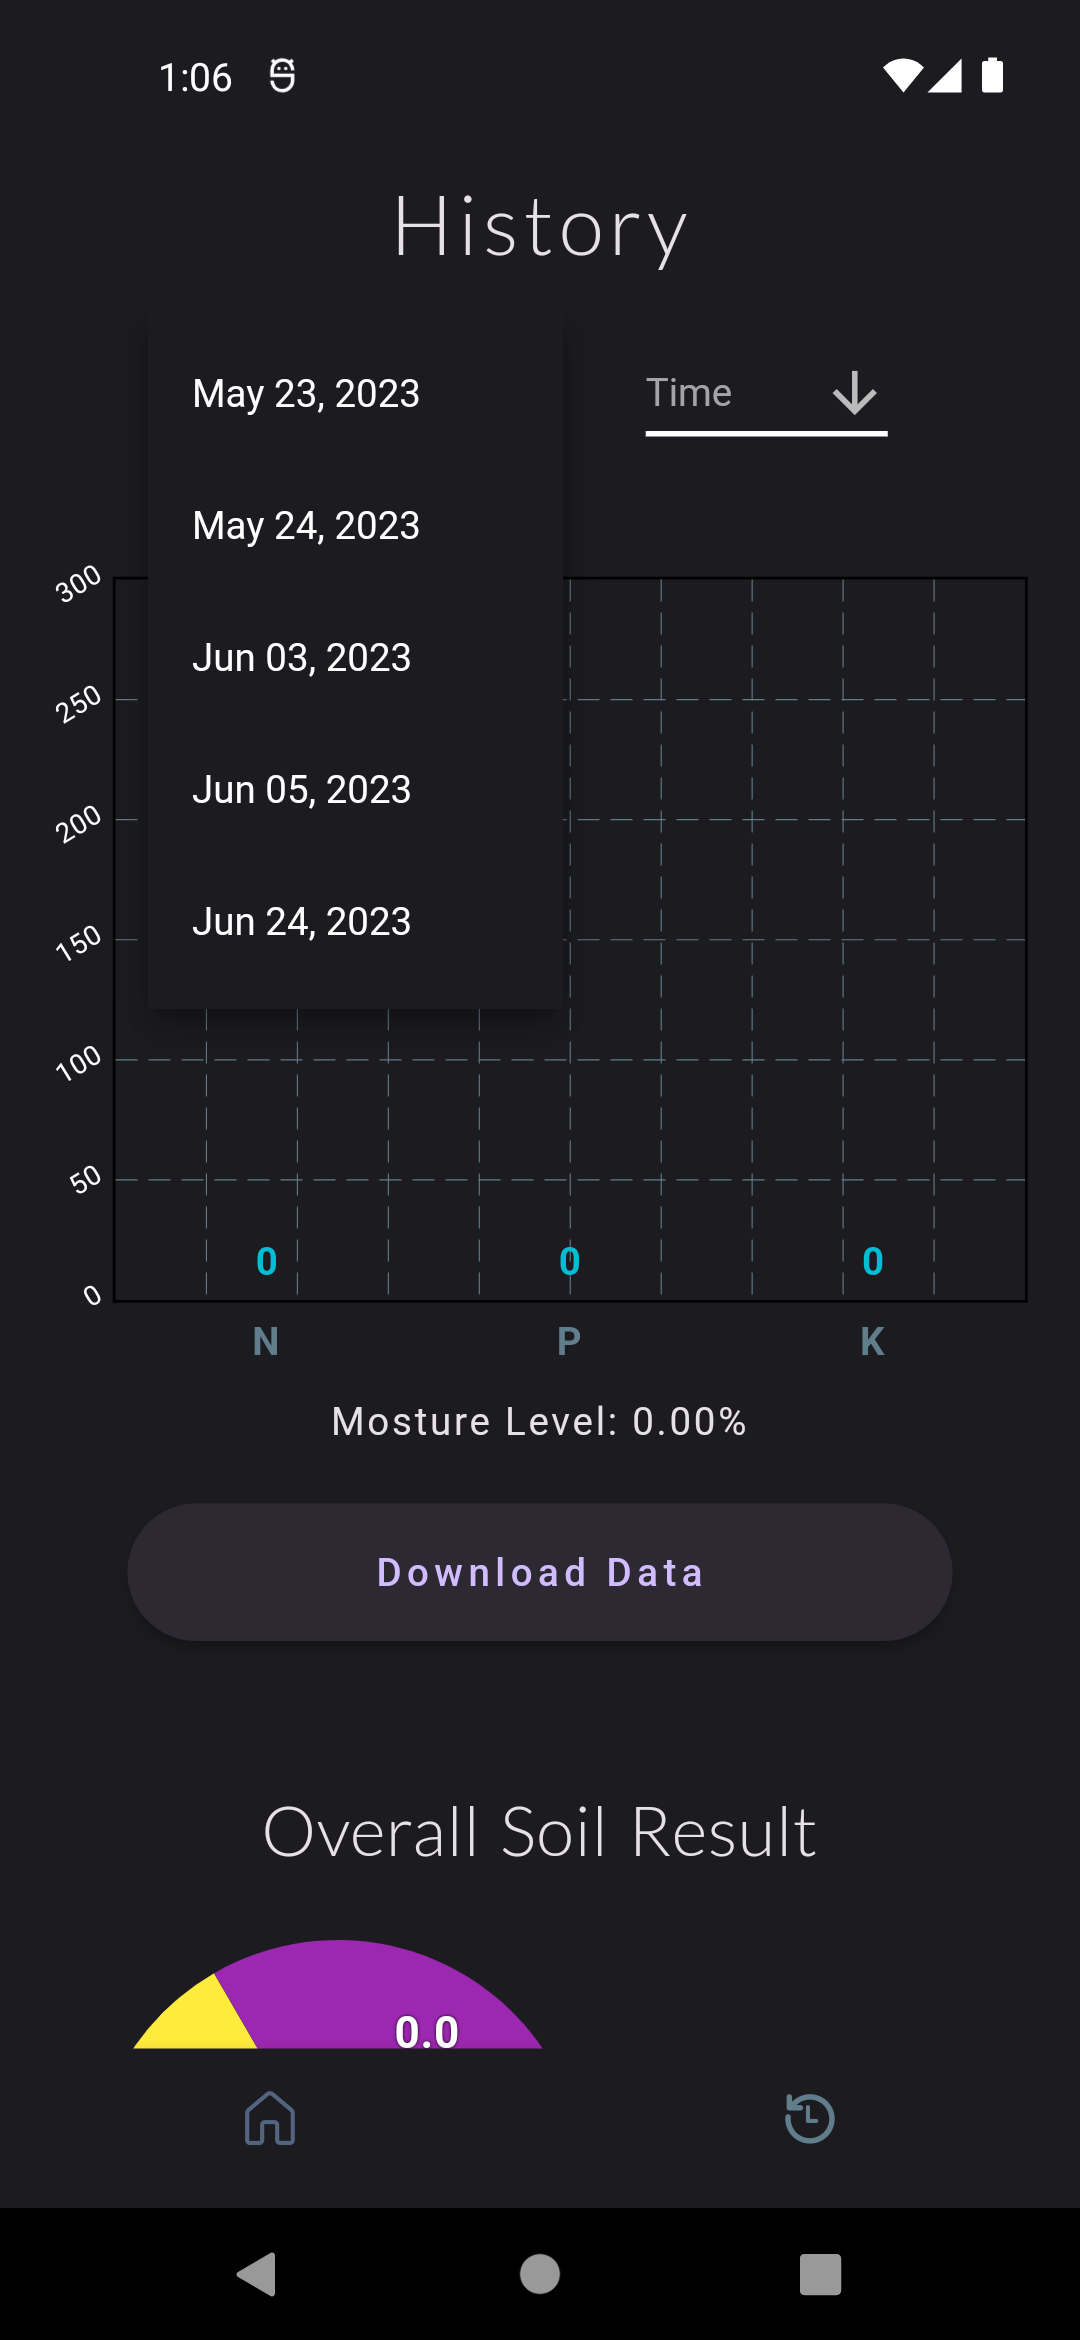 1:06
History
May 23, 2023
Time
May 24, 2023
Jun 03, 2023
Jun 05, 2023
Jun 24, 2023
300
250
200
150
100
50
0
0 0 0
N P K
Mosture Level: 0.00%
Download Data
Overall Soil Result
0.0